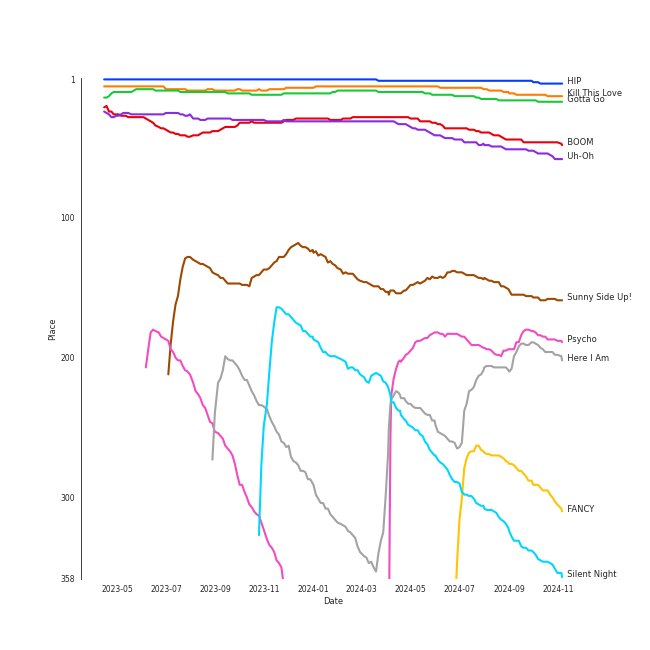 1
100
200
300
358
Place
2023-05
2023-07
2023-09
2023-11
2024-01
2024-03
2024-05
2024-07
2024-09
2024-11
Date
HIP
Kill This Love
Gotta Go
BOOM
Uh-Oh
Sunny Side Up!
Psycho
Here I Am
FANCY
Silent Night